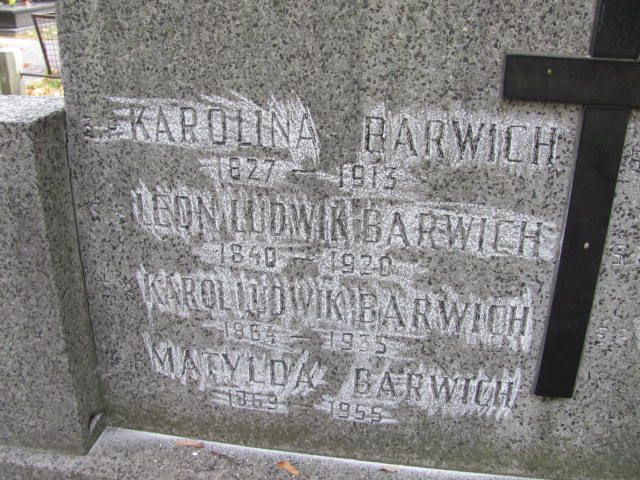 KAROLINA BARWICH
1827 – 1913
LEON LUDWIK BARWICH
1840 – 1920
KAROL LUDWIK BARWICH
1864 – 1935
MATYLDA BARWICH
1869 – 1955